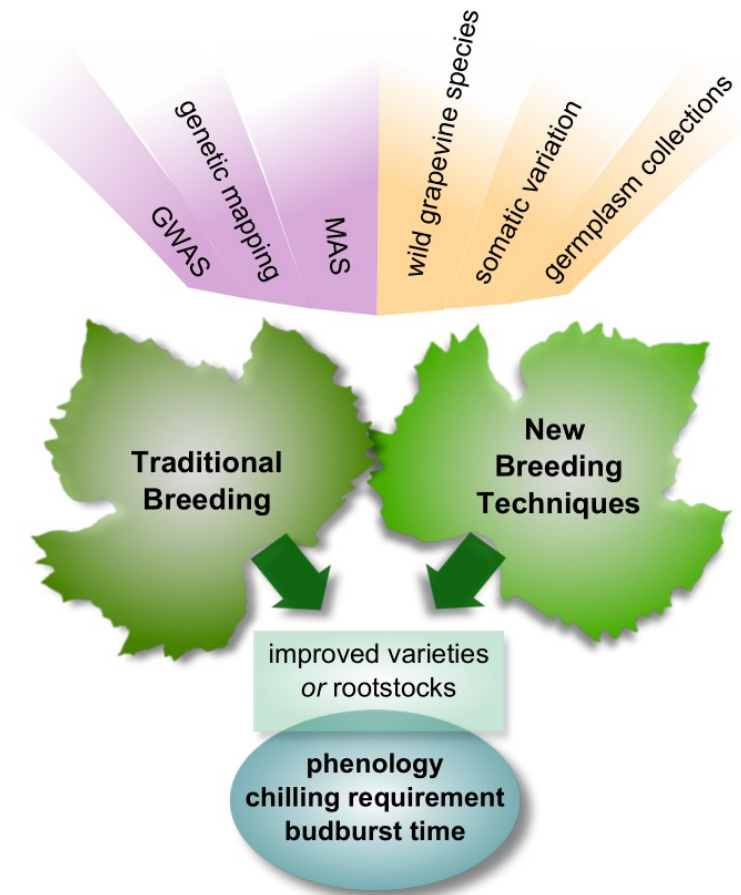 GWAS
genetic mapping
MAS
wild grapevine species
somatic variation
germplasm collections
Traditional
Breeding
New
Breeding
Techniques
improved varieties
or rootstocks
phenology
chilling requirement
budburst time